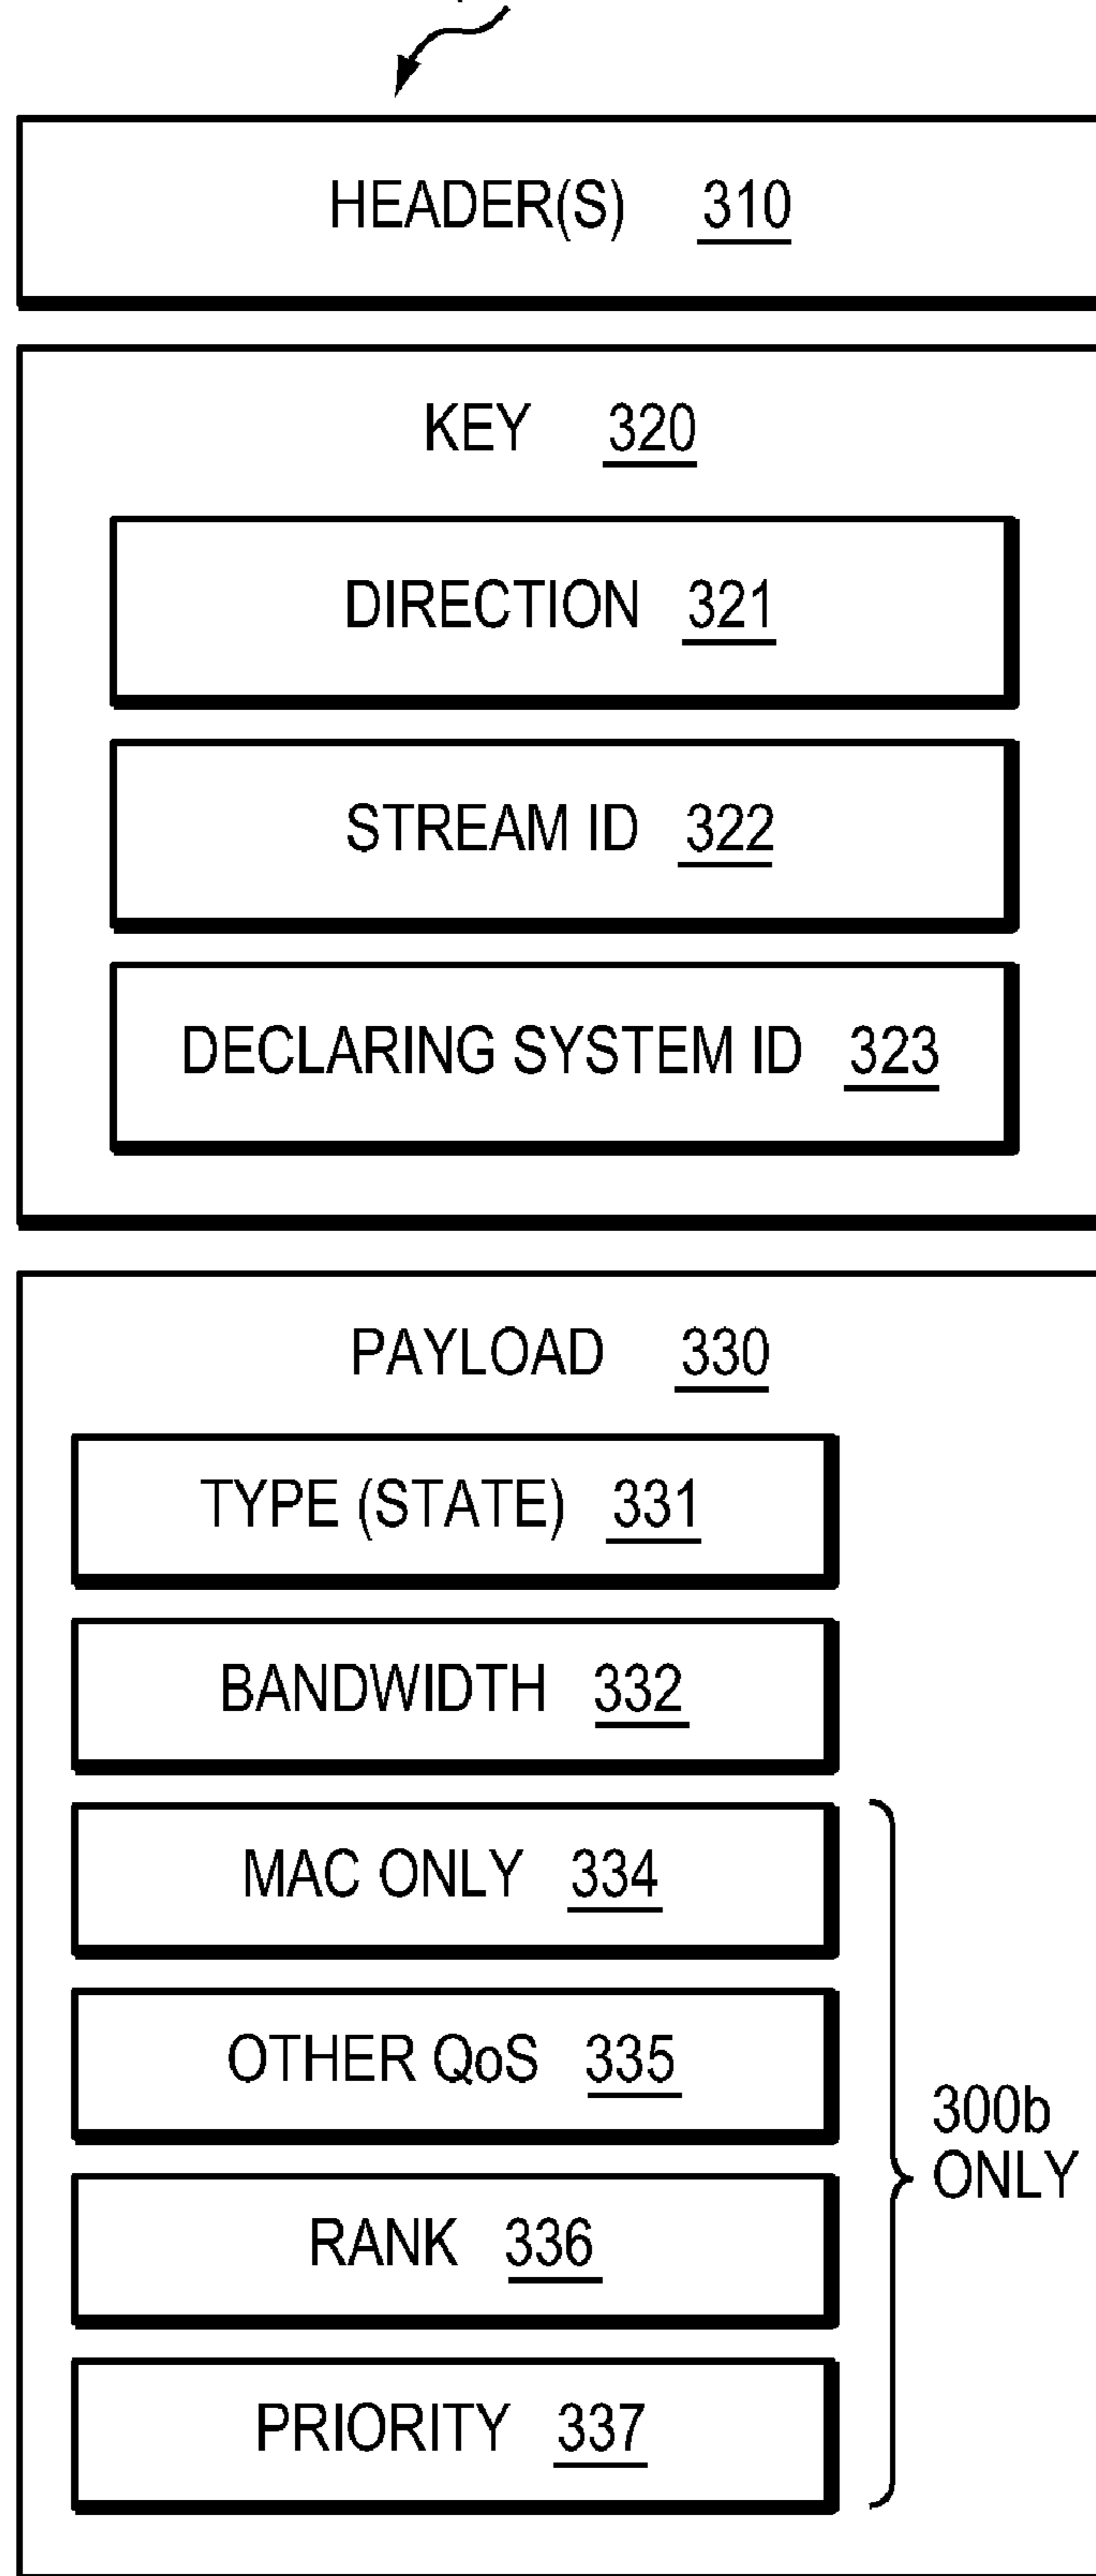 HEADER(S) 310
KEY 320
DIRECTION 321
STREAM ID 322
DECLARING SYSTEM ID 323
PAYLOAD 330
TYPE (STATE) 331
BANDWIDTH 332
MAC ONLY 334
OTHER QoS 335
300b
ONLY
RANK 336
PRIORITY 337